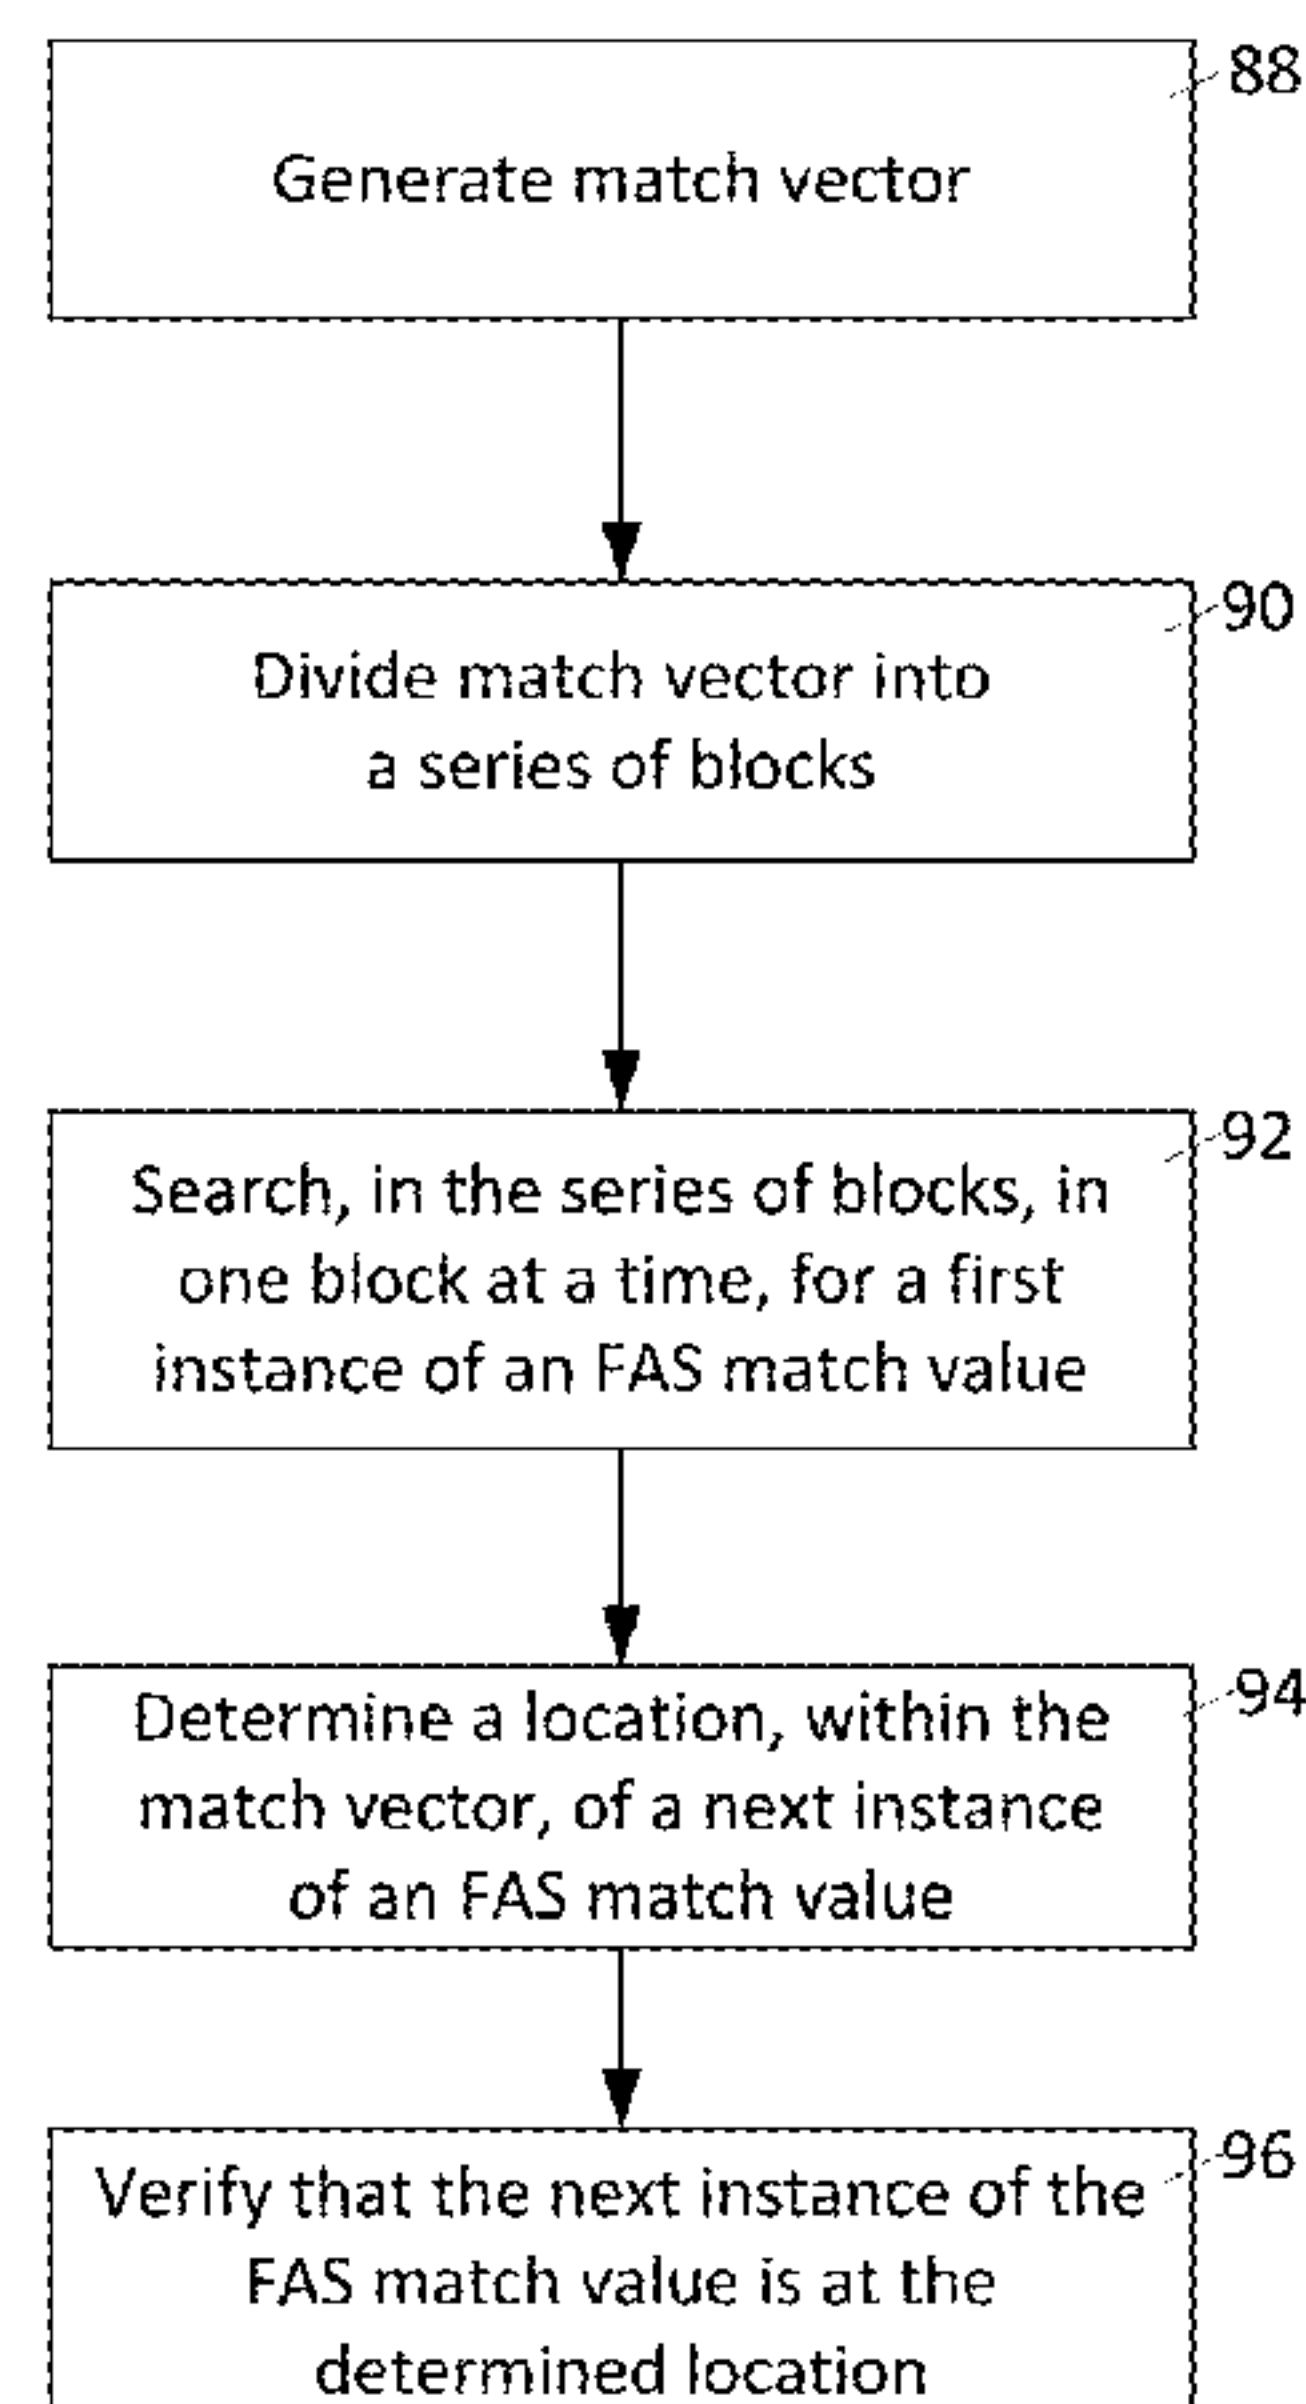 88
Generate match vector
90
Divide match vector into
a series of blocks
92
Search, in the series of blocks, in
one block at a time, for a first
instance of an FAS match value
94
Determine a location, within the
match vector, of a next instance
of an FAS match value
96
Verify that the next instance of the
FAS match value is at the
determined location